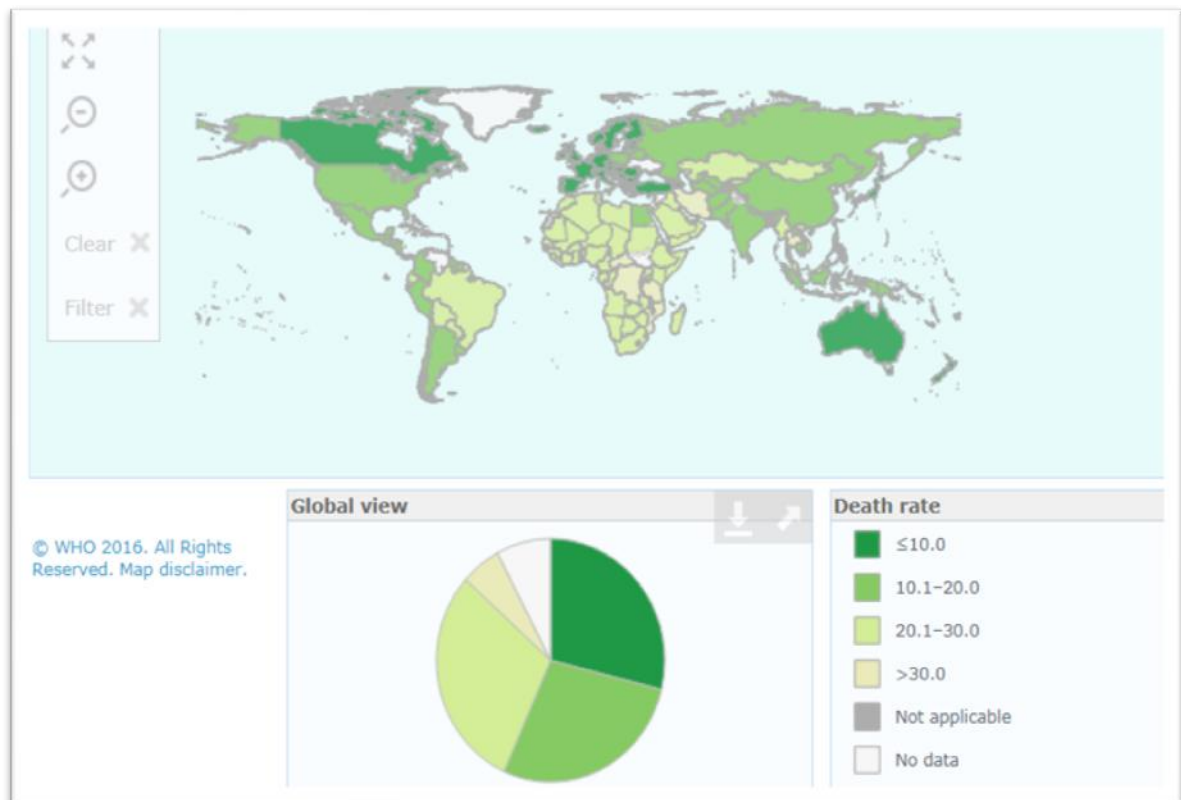 Clear
Filter
Global view
Death rate
© WHO 2016. All Rights
Reserved. Map disclaimer.
≤10.0
10.1–20.0
20.1–30.0
>30.0
Not applicable
No data